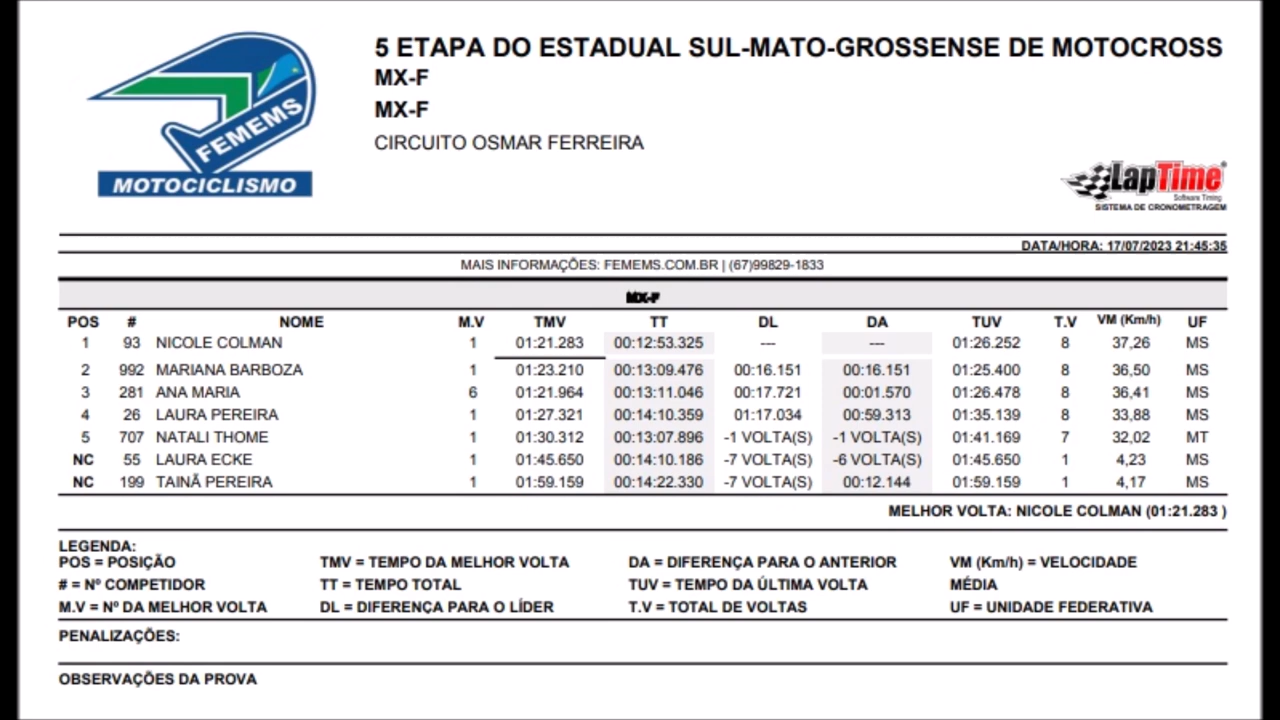 5 ETAPA DO ESTADUAL SUL-MATO-GROSSENSE DE MOTOCROSS
MX-F
MX-F
CIRCUITO OSMAR FERREIRA
FEMEMS
MOTOCICLISMO
LapTime®
Software Timing
SISTEMA DE CRONOMETRAGEM
DATA/HORA: 17/07/2023 21:45:35
MAIS INFORMAÇÕES: FEMEMS.COM.BR | (67)99829-1833
MX-F
POS # NOME M.V TMV TT DL DA TUV T.V VM (Km/h) UF
1 93 NICOLE COLMAN 1 01:21.283 00:12:53.325 --- --- 01:26.252 8 37,26 MS
2 992 MARIANA BARBOZA 1 01:23.210 00:13:09.476 00:16.151 00:16.151 01:25.400 8 36,50 MS
3 281 ANA MARIA 6 01:21.964 00:13:11.046 00:17.721 00:01.570 01:26.478 8 36,41 MS
4 26 LAURA PEREIRA 1 01:27.321 00:14:10.359 01:17.034 00:59.313 01:35.139 8 33,88 MS
5 707 NATALI THOME 1 01:30.312 00:13:07.896 -1 VOLTA(S) -1 VOLTA(S) 01:41.169 7 32,02 MT
NC 55 LAURA ECKE 1 01:45.650 00:14:10.186 -7 VOLTA(S) -6 VOLTA(S) 01:45.650 1 4,23 MS
NC 199 TAINÃ PEREIRA 1 01:59.159 00:14:22.330 -7 VOLTA(S) 00:12.144 01:59.159 1 4,17 MS
MELHOR VOLTA: NICOLE COLMAN (01:21.283 )
LEGENDA:
POS = POSIÇÃO TMV = TEMPO DA MELHOR VOLTA DA = DIFERENÇA PARA O ANTERIOR VM (Km/h) = VELOCIDADE
# = Nº COMPETIDOR TT = TEMPO TOTAL TUV = TEMPO DA ÚLTIMA VOLTA MÉDIA
M.V = Nº DA MELHOR VOLTA DL = DIFERENÇA PARA O LÍDER T.V = TOTAL DE VOLTAS UF = UNIDADE FEDERATIVA
PENALIZAÇÕES:
OBSERVAÇÕES DA PROVA